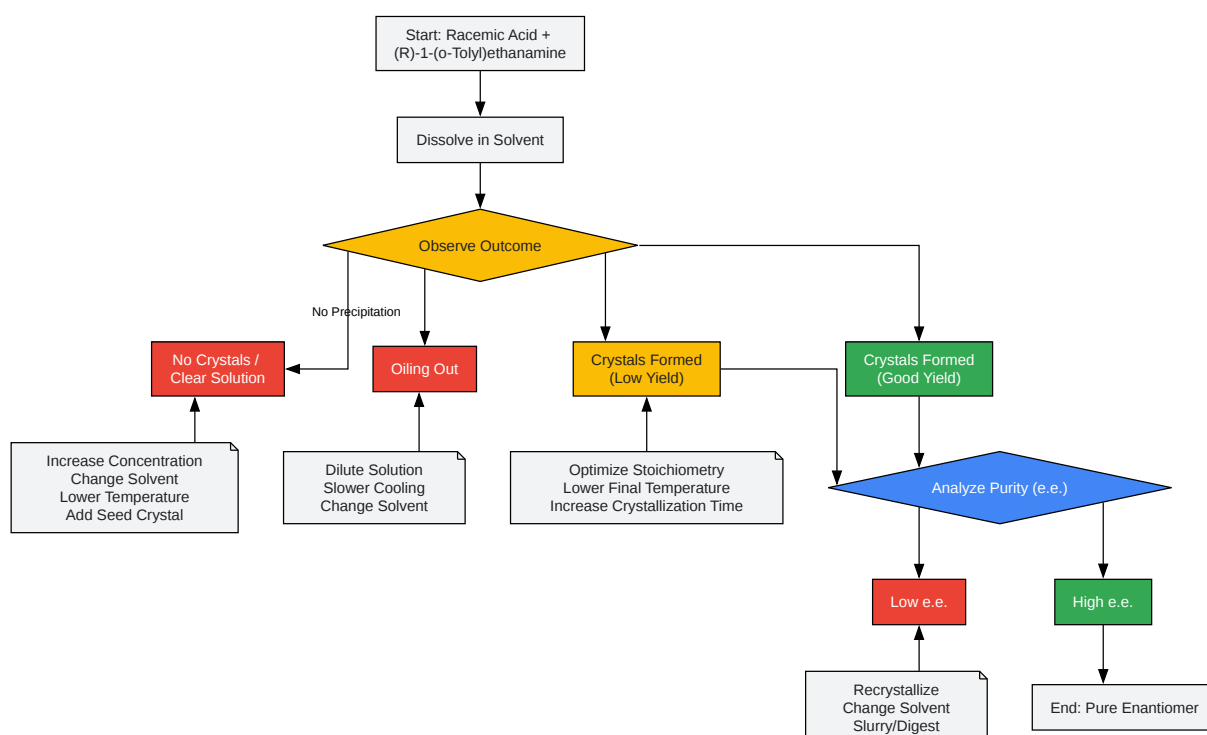 Start: Racemic Acid +
(R)-1-(o-Tolyl)ethanamine
Dissolve in Solvent
Observe Outcome
No Precipitation
No Crystals /
Clear Solution
Oiling Out
Crystals Formed
(Low Yield)
Crystals Formed
(Good Yield)
Increase Concentration
Change Solvent
Lower Temperature
Add Seed Crystal
Dilute Solution
Slower Cooling
Change Solvent
Optimize Stoichiometry
Lower Final Temperature
Increase Crystallization Time
Analyze Purity (e.e.)
Low e.e.
High e.e.
Recrystallize
Change Solvent
Slurry/Digest
End: Pure Enantiomer